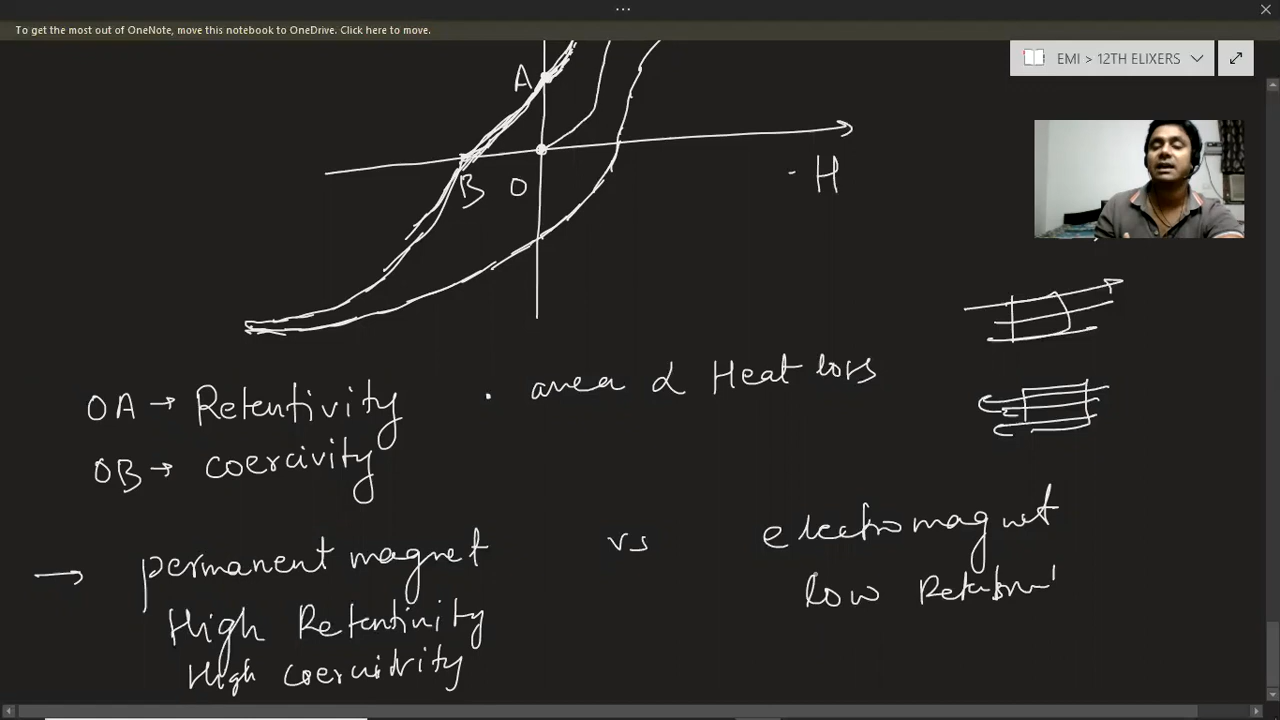 To get the most out of OneNote, move this notebook to OneDrive. Click here to move.
EMI > 12TH ELIXERS
A
B O
H
OA → Retentivity
. area α Heat loss
OB → coercivity
→ permanent magnet vs electromagnet
High Retentivity
low
High coercivity